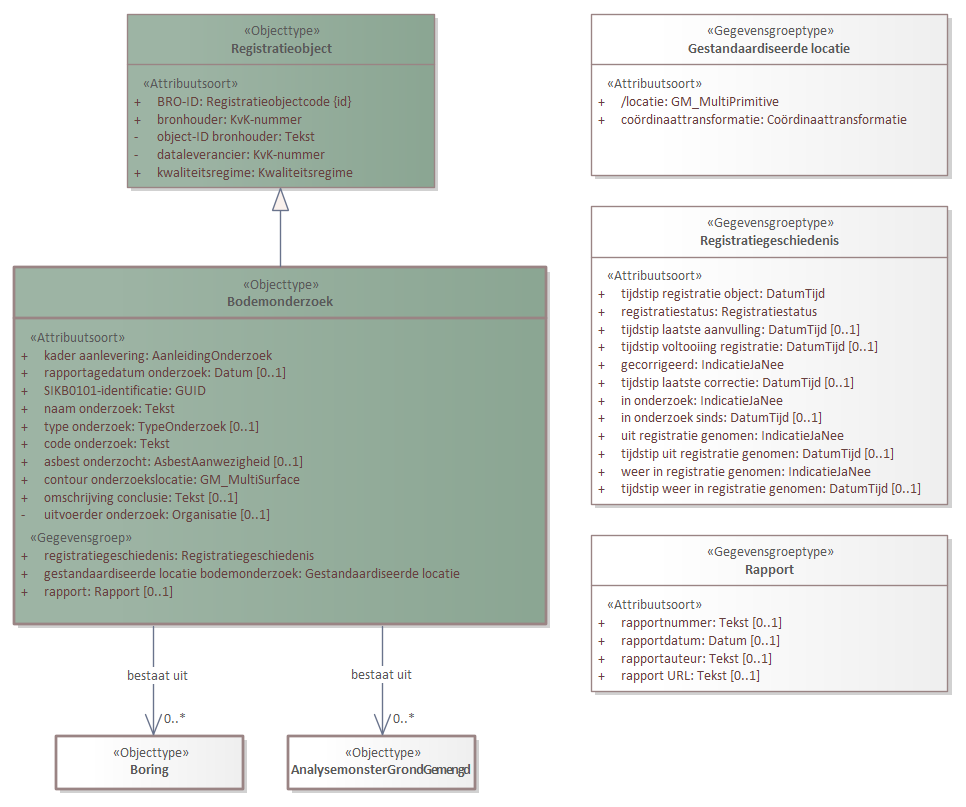 «Objecttype»
Registratieobject
«Attribuutsoort»
+ BRO-ID: Registratieobjectcode {id}
+ bronhouder: KvK-nummer
- object-ID bronhouder: Tekst
- dataleverancier: KvK-nummer
+ kwaliteitsregime: Kwaliteitsregime
«Objecttype»
Bodemonderzoek
«Attribuutsoort»
+ kader aanlevering: AanleidingOnderzoek
+ rapportagedatum onderzoek: Datum [0..1]
+ SIKB0101-identificatie: GUID
+ naam onderzoek: Tekst
+ type onderzoek: TypeOnderzoek [0..1]
+ code onderzoek: Tekst
+ asbest onderzocht: AsbestAanwezigheid [0..1]
+ contour onderzoekslocatie: GM_MultiSurface
+ omschrijving conclusie: Tekst [0..1]
- uitvoerder onderzoek: Organisatie [0..1]
«Gegevensgroep»
+ registratiegeschiedenis: Registratiegeschiedenis
+ gestandaardiseerde locatie bodemonderzoek: Gestandaardiseerde locatie
+ rapport: Rapport [0..1]
bestaat uit
0..*
bestaat uit
0..*
«Objecttype»
Boring
«Objecttype»
AnalysemonsterGrondGemengd
«Gegevensgroeptype»
Gestandaardiseerde locatie
«Attribuutsoort»
+ /locatie: GM_MultiPrimitive
+ coördinaattransformatie: Coördinaattransformatie
«Gegevensgroeptype»
Registratiegeschiedenis
«Attribuutsoort»
+ tijdstip registratie object: DatumTijd
+ registratiestatus: Registratiestatus
+ tijdstip laatste aanvulling: DatumTijd [0..1]
+ tijdstip voltooiing registratie: DatumTijd [0..1]
+ gecorrigeerd: IndicatieJaNee
+ tijdstip laatste correctie: DatumTijd [0..1]
+ in onderzoek: IndicatieJaNee
+ in onderzoek sinds: DatumTijd [0..1]
+ uit registratie genomen: IndicatieJaNee
+ tijdstip uit registratie genomen: DatumTijd [0..1]
+ weer in registratie genomen: IndicatieJaNee
+ tijdstip weer in registratie genomen: DatumTijd [0..1]
«Gegevensgroeptype»
Rapport
«Attribuutsoort»
+ rapportnummer: Tekst [0..1]
+ rapportdatum: Datum [0..1]
+ rapportauteur: Tekst [0..1]
+ rapport URL: Tekst [0..1]